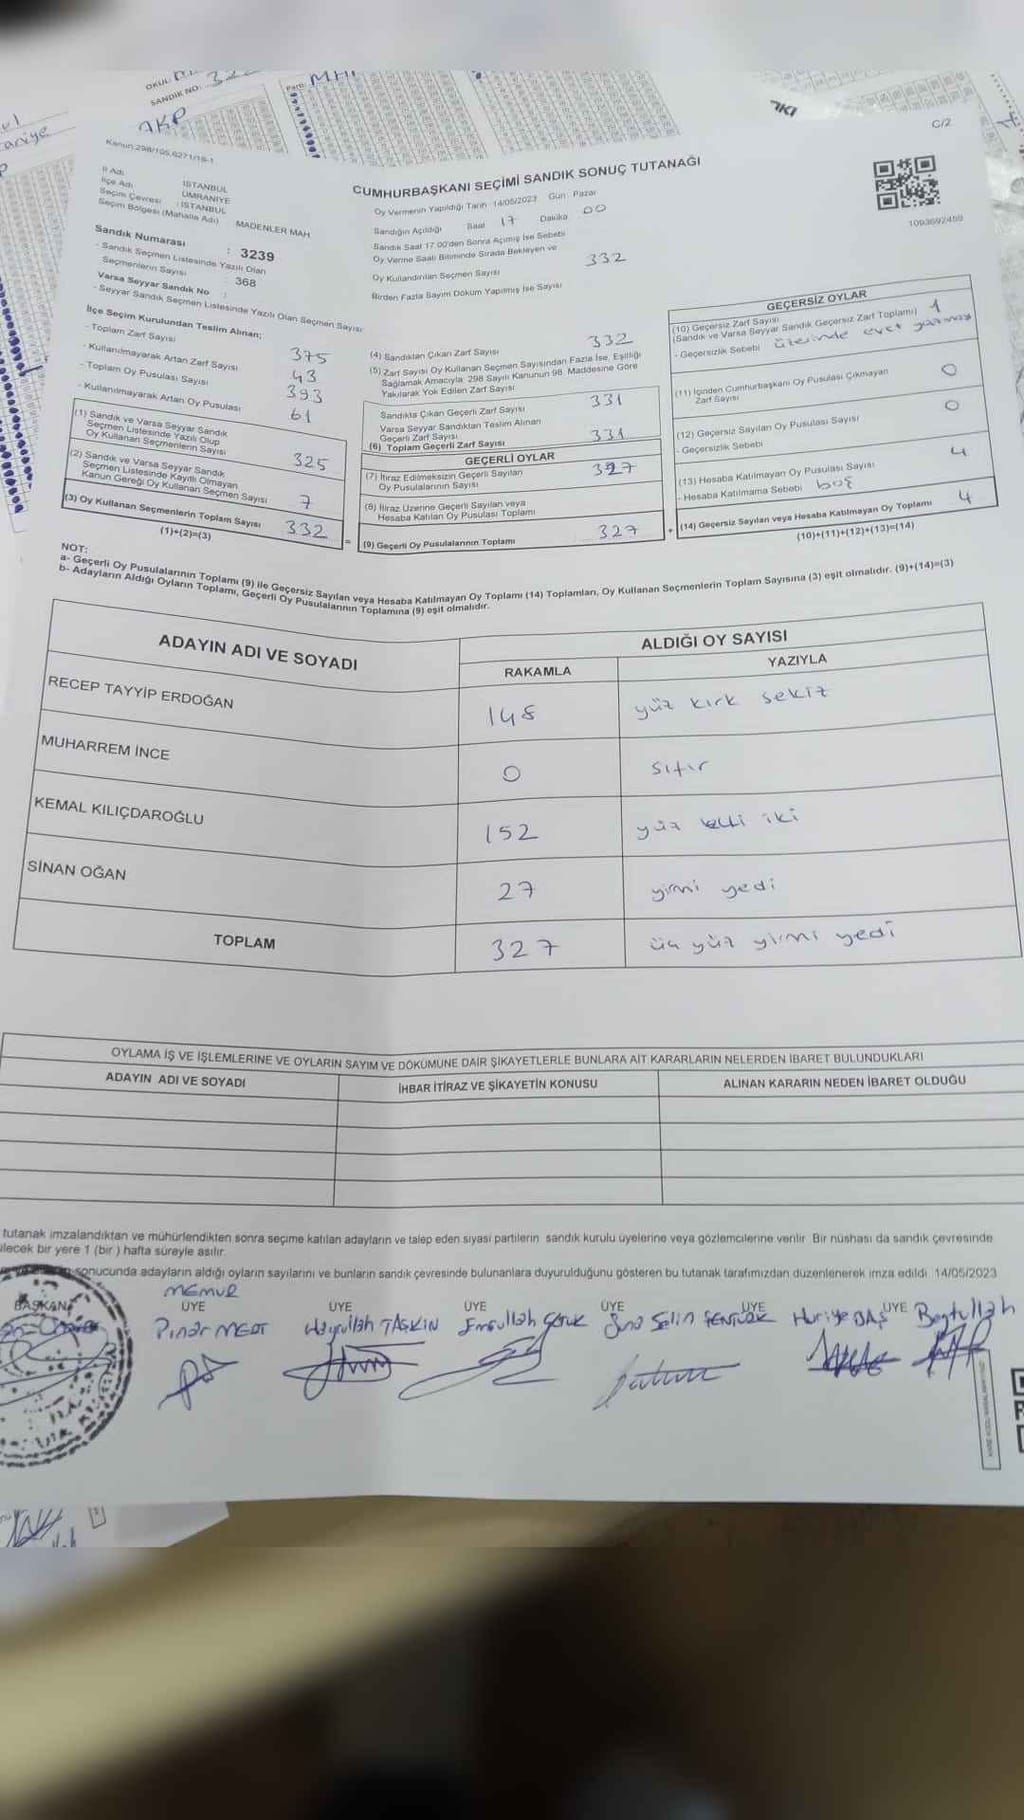 OKUL:
SANDIK NO:
Parti: MHP
AKP
C/2
Kanun:298/105,6271/18-1
CUMHURBAŞKANI SEÇİMİ SANDIK SONUÇ TUTANAĞI
İl Adı İSTANBUL
İlçe Adı ÜMRANİYE
Seçim Çevresi : İSTANBUL
Seçim Bölgesi (Mahalle Adı) MADENLER MAH
Oy Vermenin Yapıldığı Tarih 14/05/2023 Gün : Pazar
Sandığın Açıldığı Saat 17 Dakika 00
Sandık Saat 17.00'den Sonra Açılmış İse Sebebi
Oy Verme Saati Bitiminde Sırada Bekleyen ve
Oy Kullandırılan Seçmen Sayısı 332
Birden Fazla Sayım Döküm Yapılmış İse Sayısı
1093692459
Sandık Numarası : 3239
- Sandık Seçmen Listesinde Yazılı Olan
Seçmenlerin Sayısı : 368
Varsa Seyyar Sandık No :
- Seyyar Sandık Seçmen Listesinde Yazılı Olan Seçmen Sayısı
İlçe Seçim Kurulundan Teslim Alınan;
- Toplam Zarf Sayısı 375
- Kullanılmayarak Artan Zarf Sayısı 43
- Toplam Oy Pusulası Sayısı 393
- Kullanılmayarak Artan Oy Pusulası 61
(1) Sandık ve Varsa Seyyar Sandık
Seçmen Listesinde Yazılı Olup
Oy Kullanan Seçmenlerin Sayısı 325
(2) Sandık ve Varsa Seyyar Sandık
Seçmen Listesinde Kayıtlı Olmayan
Kanun Gereği Oy Kullanan Seçmen Sayısı 7
(3) Oy Kullanan Seçmenlerin Toplam Sayısı 332
(1)+(2)=(3)
(4) Sandıktan Çıkan Zarf Sayısı 332
(5) Zarf Sayısı Oy Kullanan Seçmen Sayısından Fazla İse, Eşitliği
Sağlamak Amacıyla, 298 Sayılı Kanunun 98. Maddesine Göre
Yakılarak Yok Edilen Zarf Sayısı
Sandıkta Çıkan Geçerli Zarf Sayısı 331
Varsa Seyyar Sandıktan Teslim Alınan
Geçerli Zarf Sayısı
(6) Toplam Geçerli Zarf Sayısı 331
GEÇERLİ OYLAR
(7) İtiraz Edilmeksizin Geçerli Sayılan
Oy Pusulalarının Sayısı 327
(8) İtiraz Üzerine Geçerli Sayılan veya
Hesaba Katılan Oy Pusulası Toplamı
(9) Geçerli Oy Pusulalarının Toplamı 327
GEÇERSİZ OYLAR
(10) Geçersiz Zarf Sayısı
(Sandık ve Varsa Seyyar Sandık Geçersiz Zarf Toplamı) 1
- Geçersizlik Sebebi üzerinde evet yazması
(11) İçinden Cumhurbaşkanı Oy Pusulası Çıkmayan
Zarf Sayısı 0
(12) Geçersiz Sayılan Oy Pusulası Sayısı 0
- Geçersizlik Sebebi
(13) Hesaba Katılmayan Oy Pusulası Sayısı 4
- Hesaba Katılmama Sebebi boş
(14) Geçersiz Sayılan veya Hesaba Katılmayan Oy Toplamı 4
(10)+(11)+(12)+(13)=(14)
NOT:
a- Geçerli Oy Pusulalarının Toplamı (9) ile Geçersiz Sayılan veya Hesaba Katılmayan Oy Toplamı (14) Toplamları, Oy Kullanan Seçmenlerin Toplam Sayısına (3) eşit olmalıdır. (9)+(14)=(3)
b- Adayların Aldığı Oyların Toplamı, Geçerli Oy Pusulalarının Toplamına (9) eşit olmalıdır.
ADAYIN ADI VE SOYADI ALDIĞI OY SAYISI
RAKAMLA YAZIYLA
RECEP TAYYİP ERDOĞAN 148 yüz kırk sekiz
MUHARREM İNCE 0 sıfır
KEMAL KILIÇDAROĞLU 152 yüz elli iki
SİNAN OĞAN 27 yirmi yedi
TOPLAM 327 üç yüz yirmi yedi
OYLAMA İŞ VE İŞLEMLERİNE VE OYLARIN SAYIM VE DÖKÜMÜNE DAİR ŞİKAYETLERLE BUNLARA AİT KARARLARIN NELERDEN İBARET BULUNDUKLARI
ADAYIN ADI VE SOYADI İHBAR İTİRAZ VE ŞİKAYETİN KONUSU ALINAN KARARIN NEDEN İBARET OLDUĞU
tutanak imzalandıktan ve mühürlendikten sonra seçime katılan adayların ve talep eden siyasi partilerin sandık kurulu üyelerine veya gözlemcilerine verilir. Bir nüshası da sandık çevresinde
ilecek bir yere 1 (bir) hafta süreyle asılır.
sonucunda adayların aldığı oyların sayılarını ve bunların sandık çevresinde bulunanlara duyurulduğunu gösteren bu tutanak tarafımızdan düzenlenerek imza edildi 14/05/2023
MEMUR
BAŞKAN ÜYE ÜYE ÜYE ÜYE ÜYE ÜYE
Pınar MERT Hayrullah TAŞKIN Emrullah Selin ŞENTÜRK Huriye BAŞ Beytullah